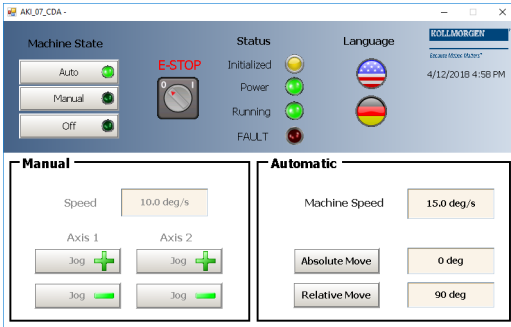 AKI_07_CDA -
Machine State
Auto
Manual
Off
E-STOP
0 I
Status
Initialized
Power
Running
FAULT
Language
KOLLMORGEN
Because Motion Matters™
4/12/2018 4:58 PM
Manual
Speed
10.0 deg/s
Axis 1
Axis 2
Jog
Jog
Jog
Jog
Automatic
Machine Speed
15.0 deg/s
Absolute Move
0 deg
Relative Move
90 deg